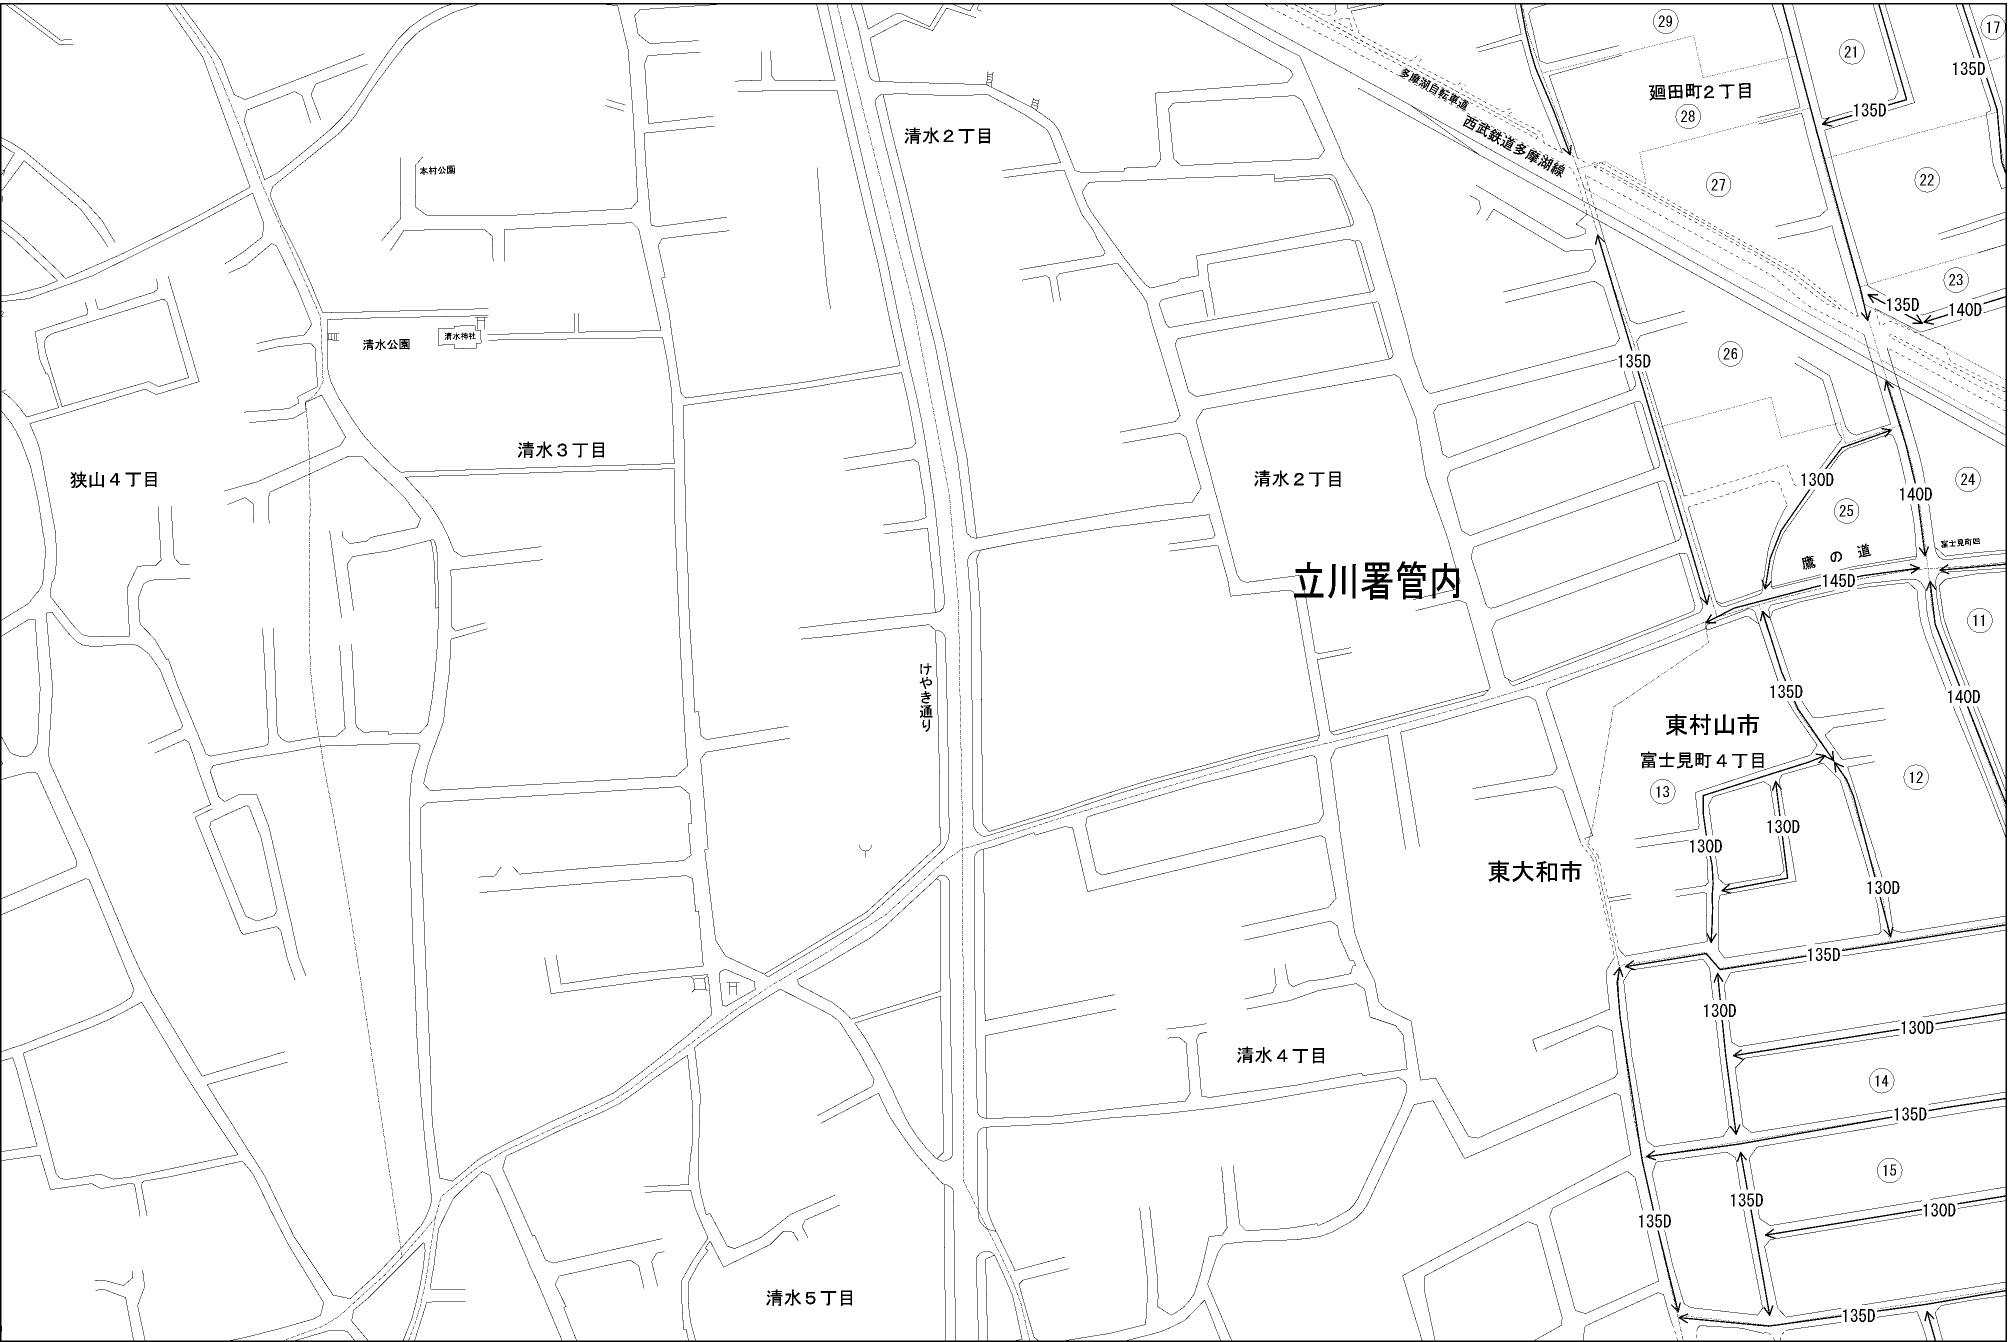 29
17
21
135D
多摩湖自転車道
廻田町２丁目
135D
28
清水２丁目
西武鉄道多摩湖線
本村公園
27
22
23
135D
140D
清水公園
清水神社
135D
26
清水３丁目
狭山４丁目
清水２丁目
130D
24
140D
25
富士見町四
鷹の道
立川署管内
145D
11
けやき通り
135D
140D
東村山市
富士見町４丁目
12
13
130D
130D
東大和市
130D
135D
130D
130D
清水４丁目
14
135D
15
135D
130D
135D
清水５丁目
135D